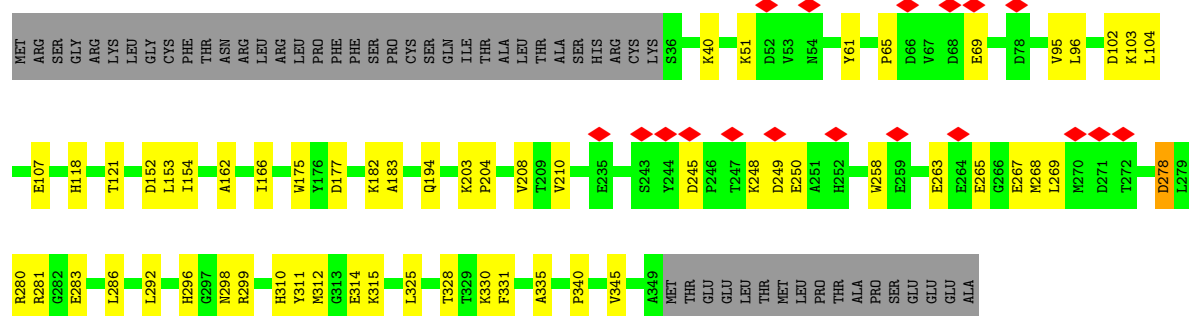 MET ARG SER GLY ARG LYS LEU GLY CYS PHE THR ASN ARG LEU ARG LEU PRO PHE PHE SER PRO CYS SER GLN ILE THR ALA LEU THR ALA SER HIS ARG CYS LYS S36 K40 K51 D52 V53 N54 Y61 P65 D66 V67 D68 E69 D78 V95 L96 D102 K103 L104
E107 H118 T121 D152 L153 I154 A162 I166 W175 Y176 D177 K182 A183 Q194 K203 P204 V208 T209 V210 E235 S243 Y244 D245 P246 T247 K248 D249 E250 A251 H252 W258 E259 E263 E264 E265 G266 E267 M268 L269 M270 D271 T272 D278 L279
R280 R281 G282 E283 L286 L292 H296 G297 N298 R299 H310 Y311 M312 G313 E314 K315 L325 T328 T329 K330 F331 A335 P340 V345 A349 MET THR GLU GLU LEU THR MET LEU PRO THR ALA PRO SER GLU GLU GLU ALA